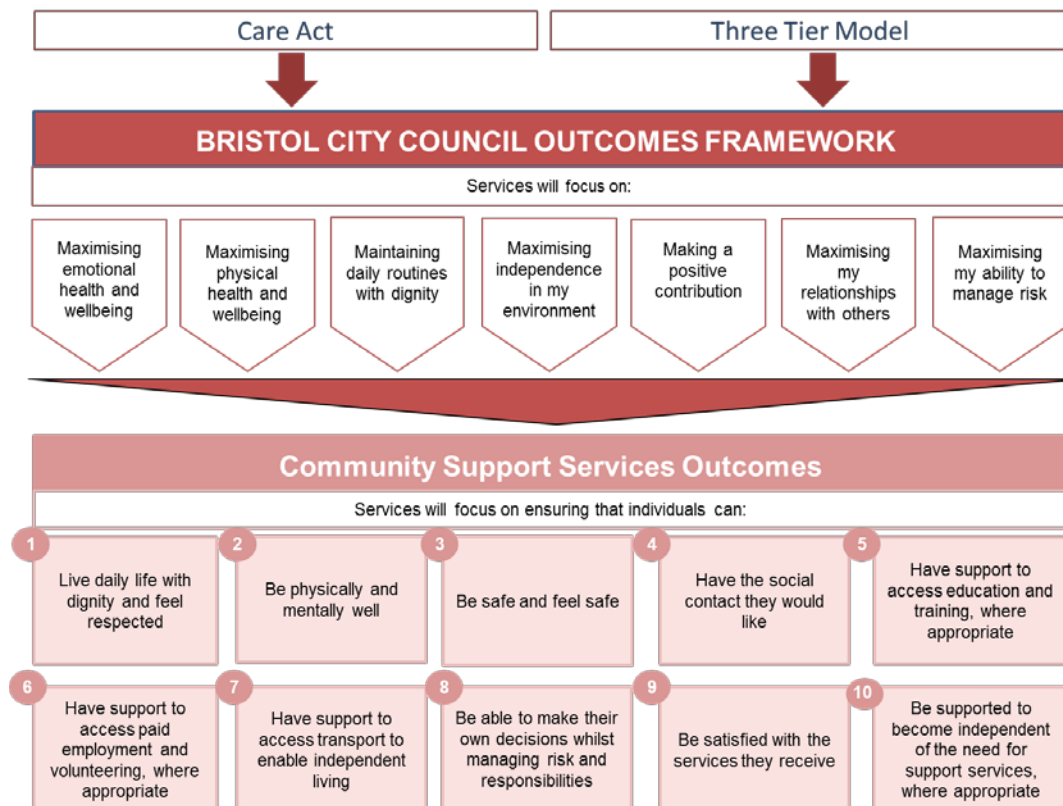 Care Act
Three Tier Model
BRISTOL CITY COUNCIL OUTCOMES FRAMEWORK
Services will focus on:
Maximising
emotional
health and
wellbeing
Maximising
physical
health and
wellbeing
Maintaining
daily routines
with dignity
Maximising
independence
in my
environment
Making a
positive
contribution
Maximising
my
relationships
with others
Maximising
my ability to
manage risk
Community Support Services Outcomes
Services will focus on ensuring that individuals can:
1
Live daily life with
dignity and feel
respected
2
Be physically and
mentally well
3
Be safe and feel safe
4
Have the social
contact they would
like
5
Have support to
access education and
training, where
appropriate
6
Have support to
access paid
employment and
volunteering, where
appropriate
7
Have support to
access transport to
enable independent
living
8
Be able to make their
own decisions whilst
managing risk and
responsibilities
9
Be satisfied with the
services they receive
10
Be supported to
become independent
of the need for
support services,
where appropriate